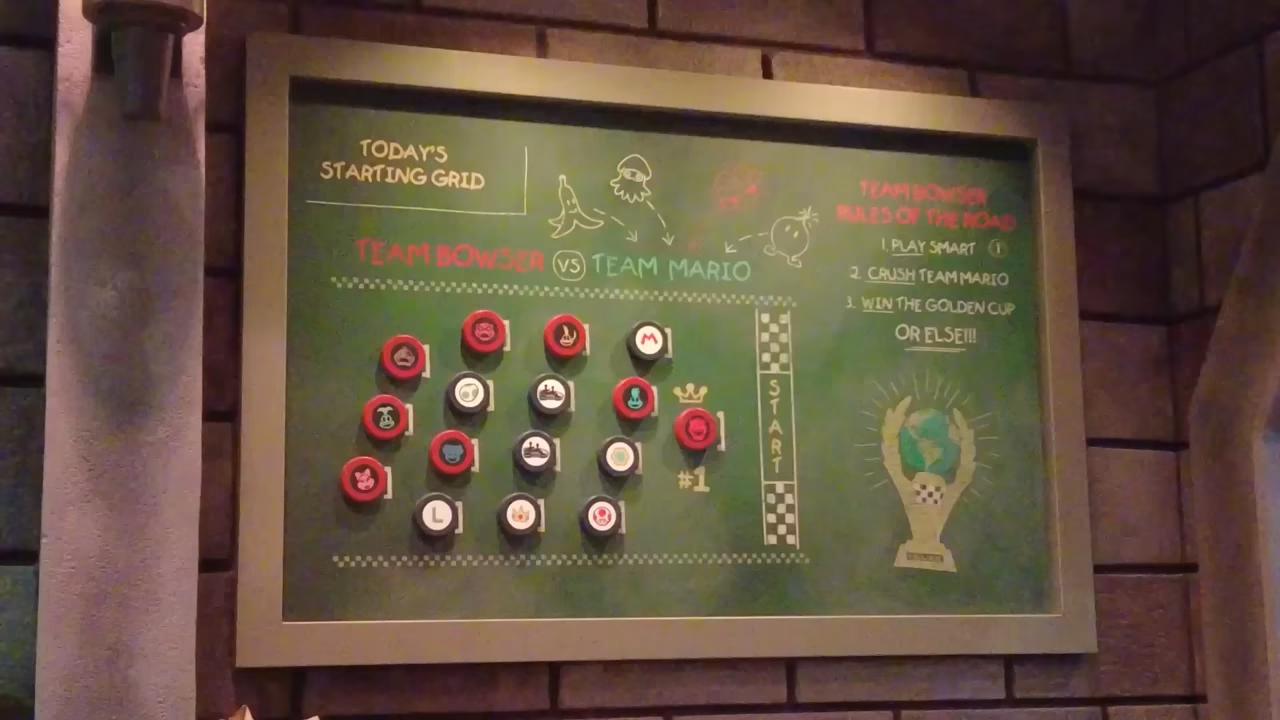 TODAY'S
STARTING GRID
TEAM BOWSER VS TEAM MARIO
M
L
#1
START
TEAM BOWSER
RULES OF THE ROAD
1. PLAY SMART
2. CRUSH TEAM MARIO
3. WIN THE GOLDEN CUP
OR ELSE!!!